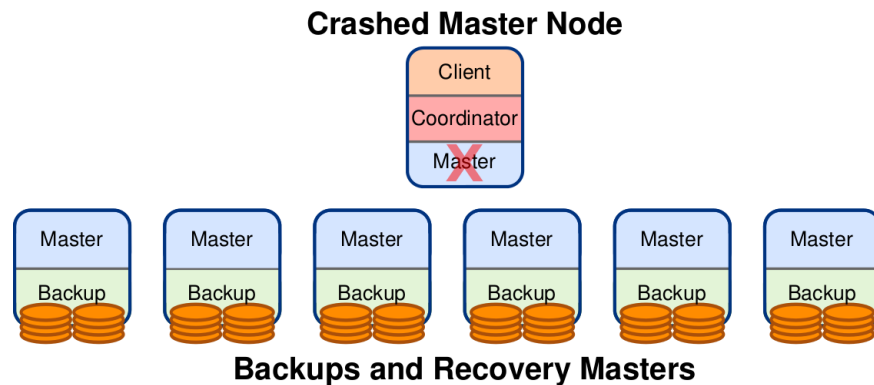 Crashed Master Node
Client
Coordinator
Master
Master Master Master Master Master Master
Backup Backup Backup Backup Backup Backup
Backups and Recovery Masters